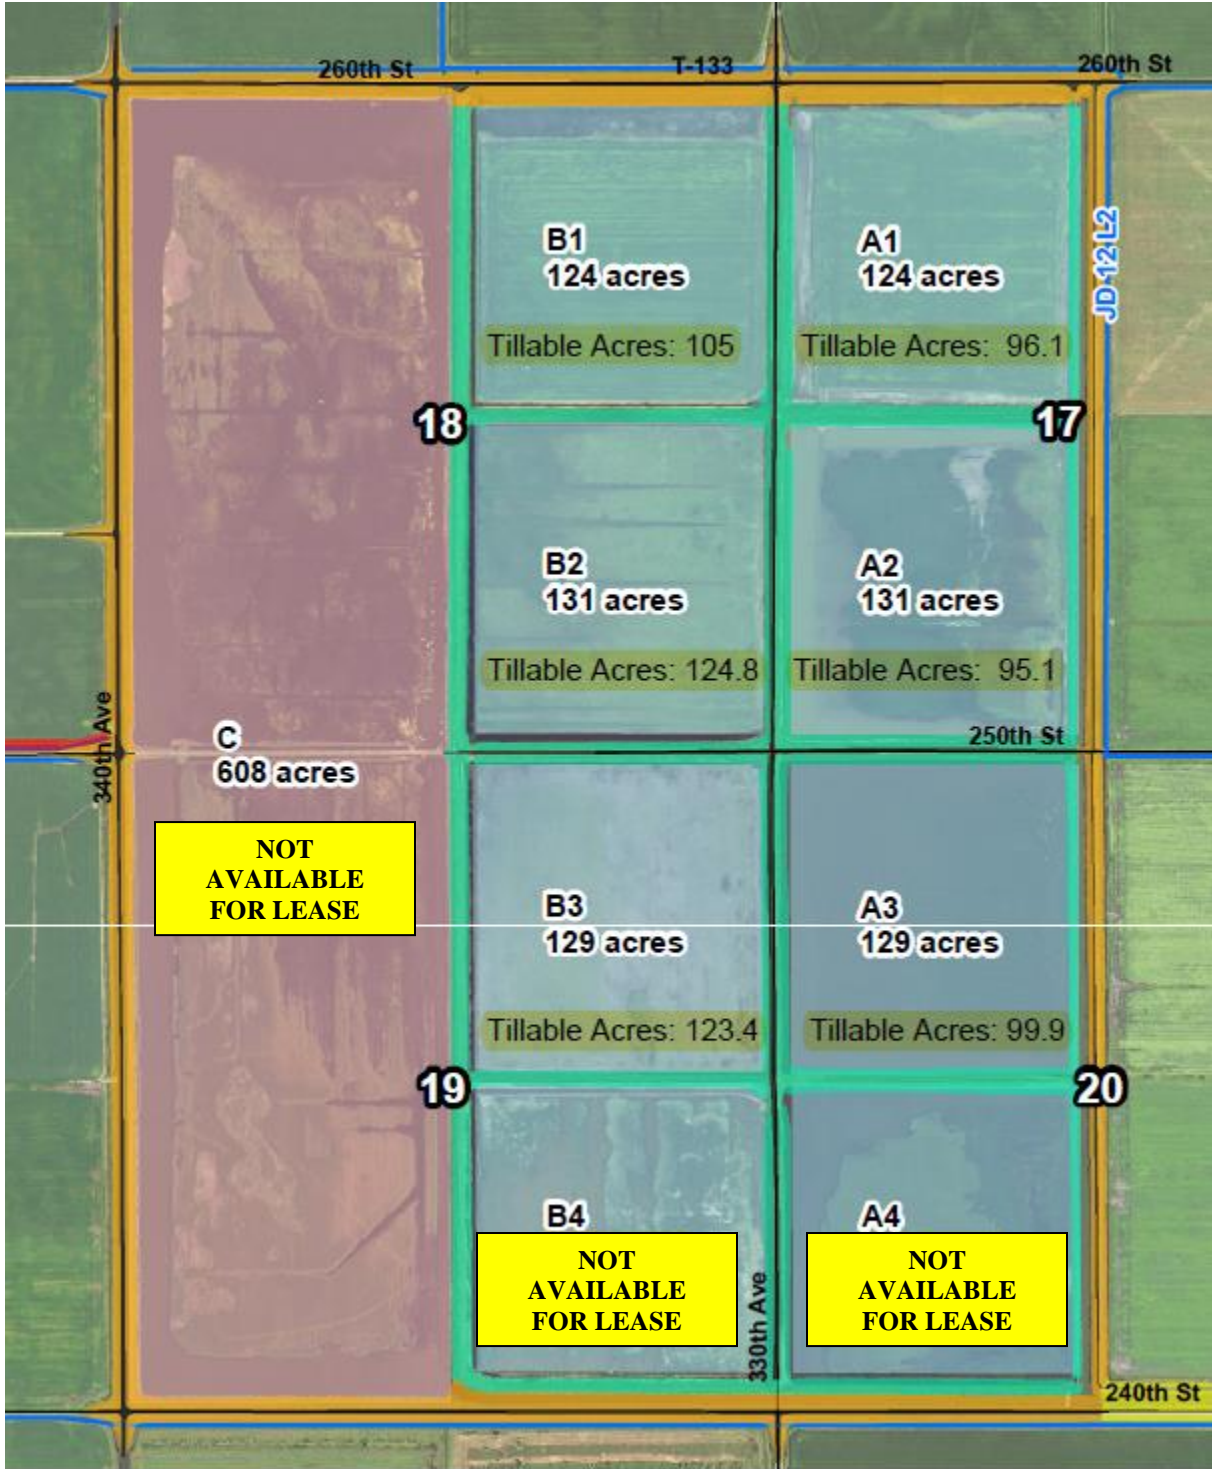 260th St
T-133
260th St
JD-12-L2
B1
124 acres
Tillable Acres: 105
A1
124 acres
Tillable Acres: 96.1
18
17
B2
131 acres
Tillable Acres: 124.8
A2
131 acres
Tillable Acres: 95.1
340th Ave
C
608 acres
250th St
NOT
AVAILABLE
FOR LEASE
B3
129 acres
Tillable Acres: 123.4
A3
129 acres
Tillable Acres: 99.9
19
20
B4
NOT
AVAILABLE
FOR LEASE
A4
NOT
AVAILABLE
FOR LEASE
330th Ave
240th St